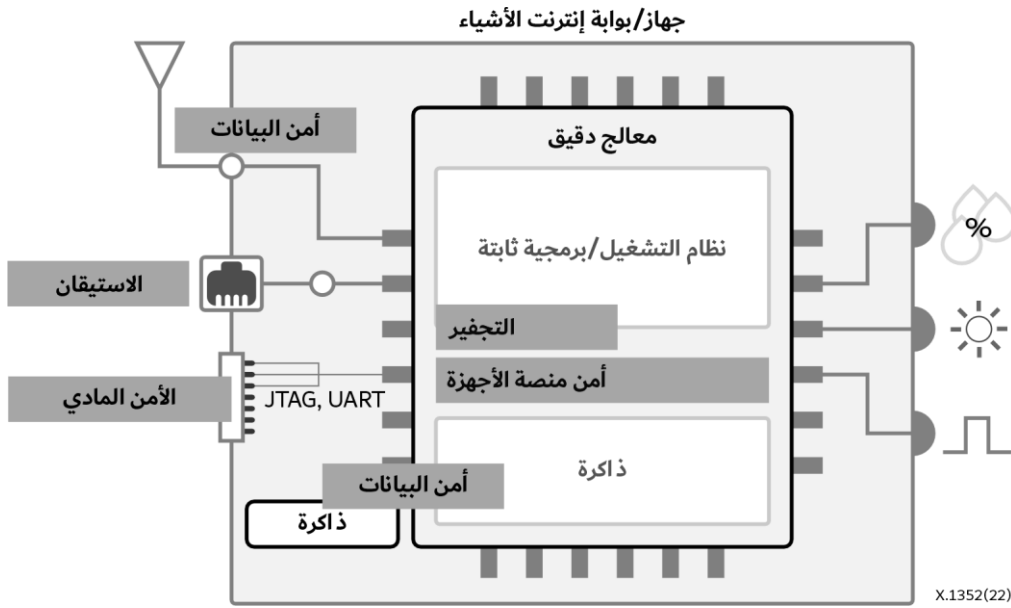 جهاز/بوابة إنترنت الأشياء
أمن البيانات
معالج دقيق
نظام التشغيل/برمجية ثابتة
%
الاستيقان
التجفير
أمن منصة الأجهزة
الأمن المادي
JTAG, UART
ذاكرة
أمن البيانات
ذاكرة
X.1352(22)